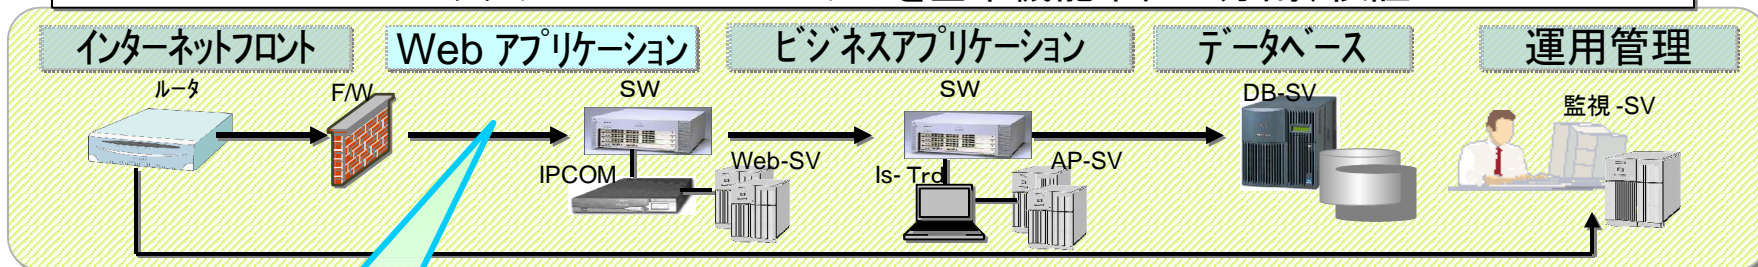 インターネットフロント
Web アプリケーション
ビジネスアプリケーション
データベース
運用管理
ルータ
F/W
SW
SW
DB-SV
監視 -SV
IPCOM
Web-SV
Is- Trd
AP-SV